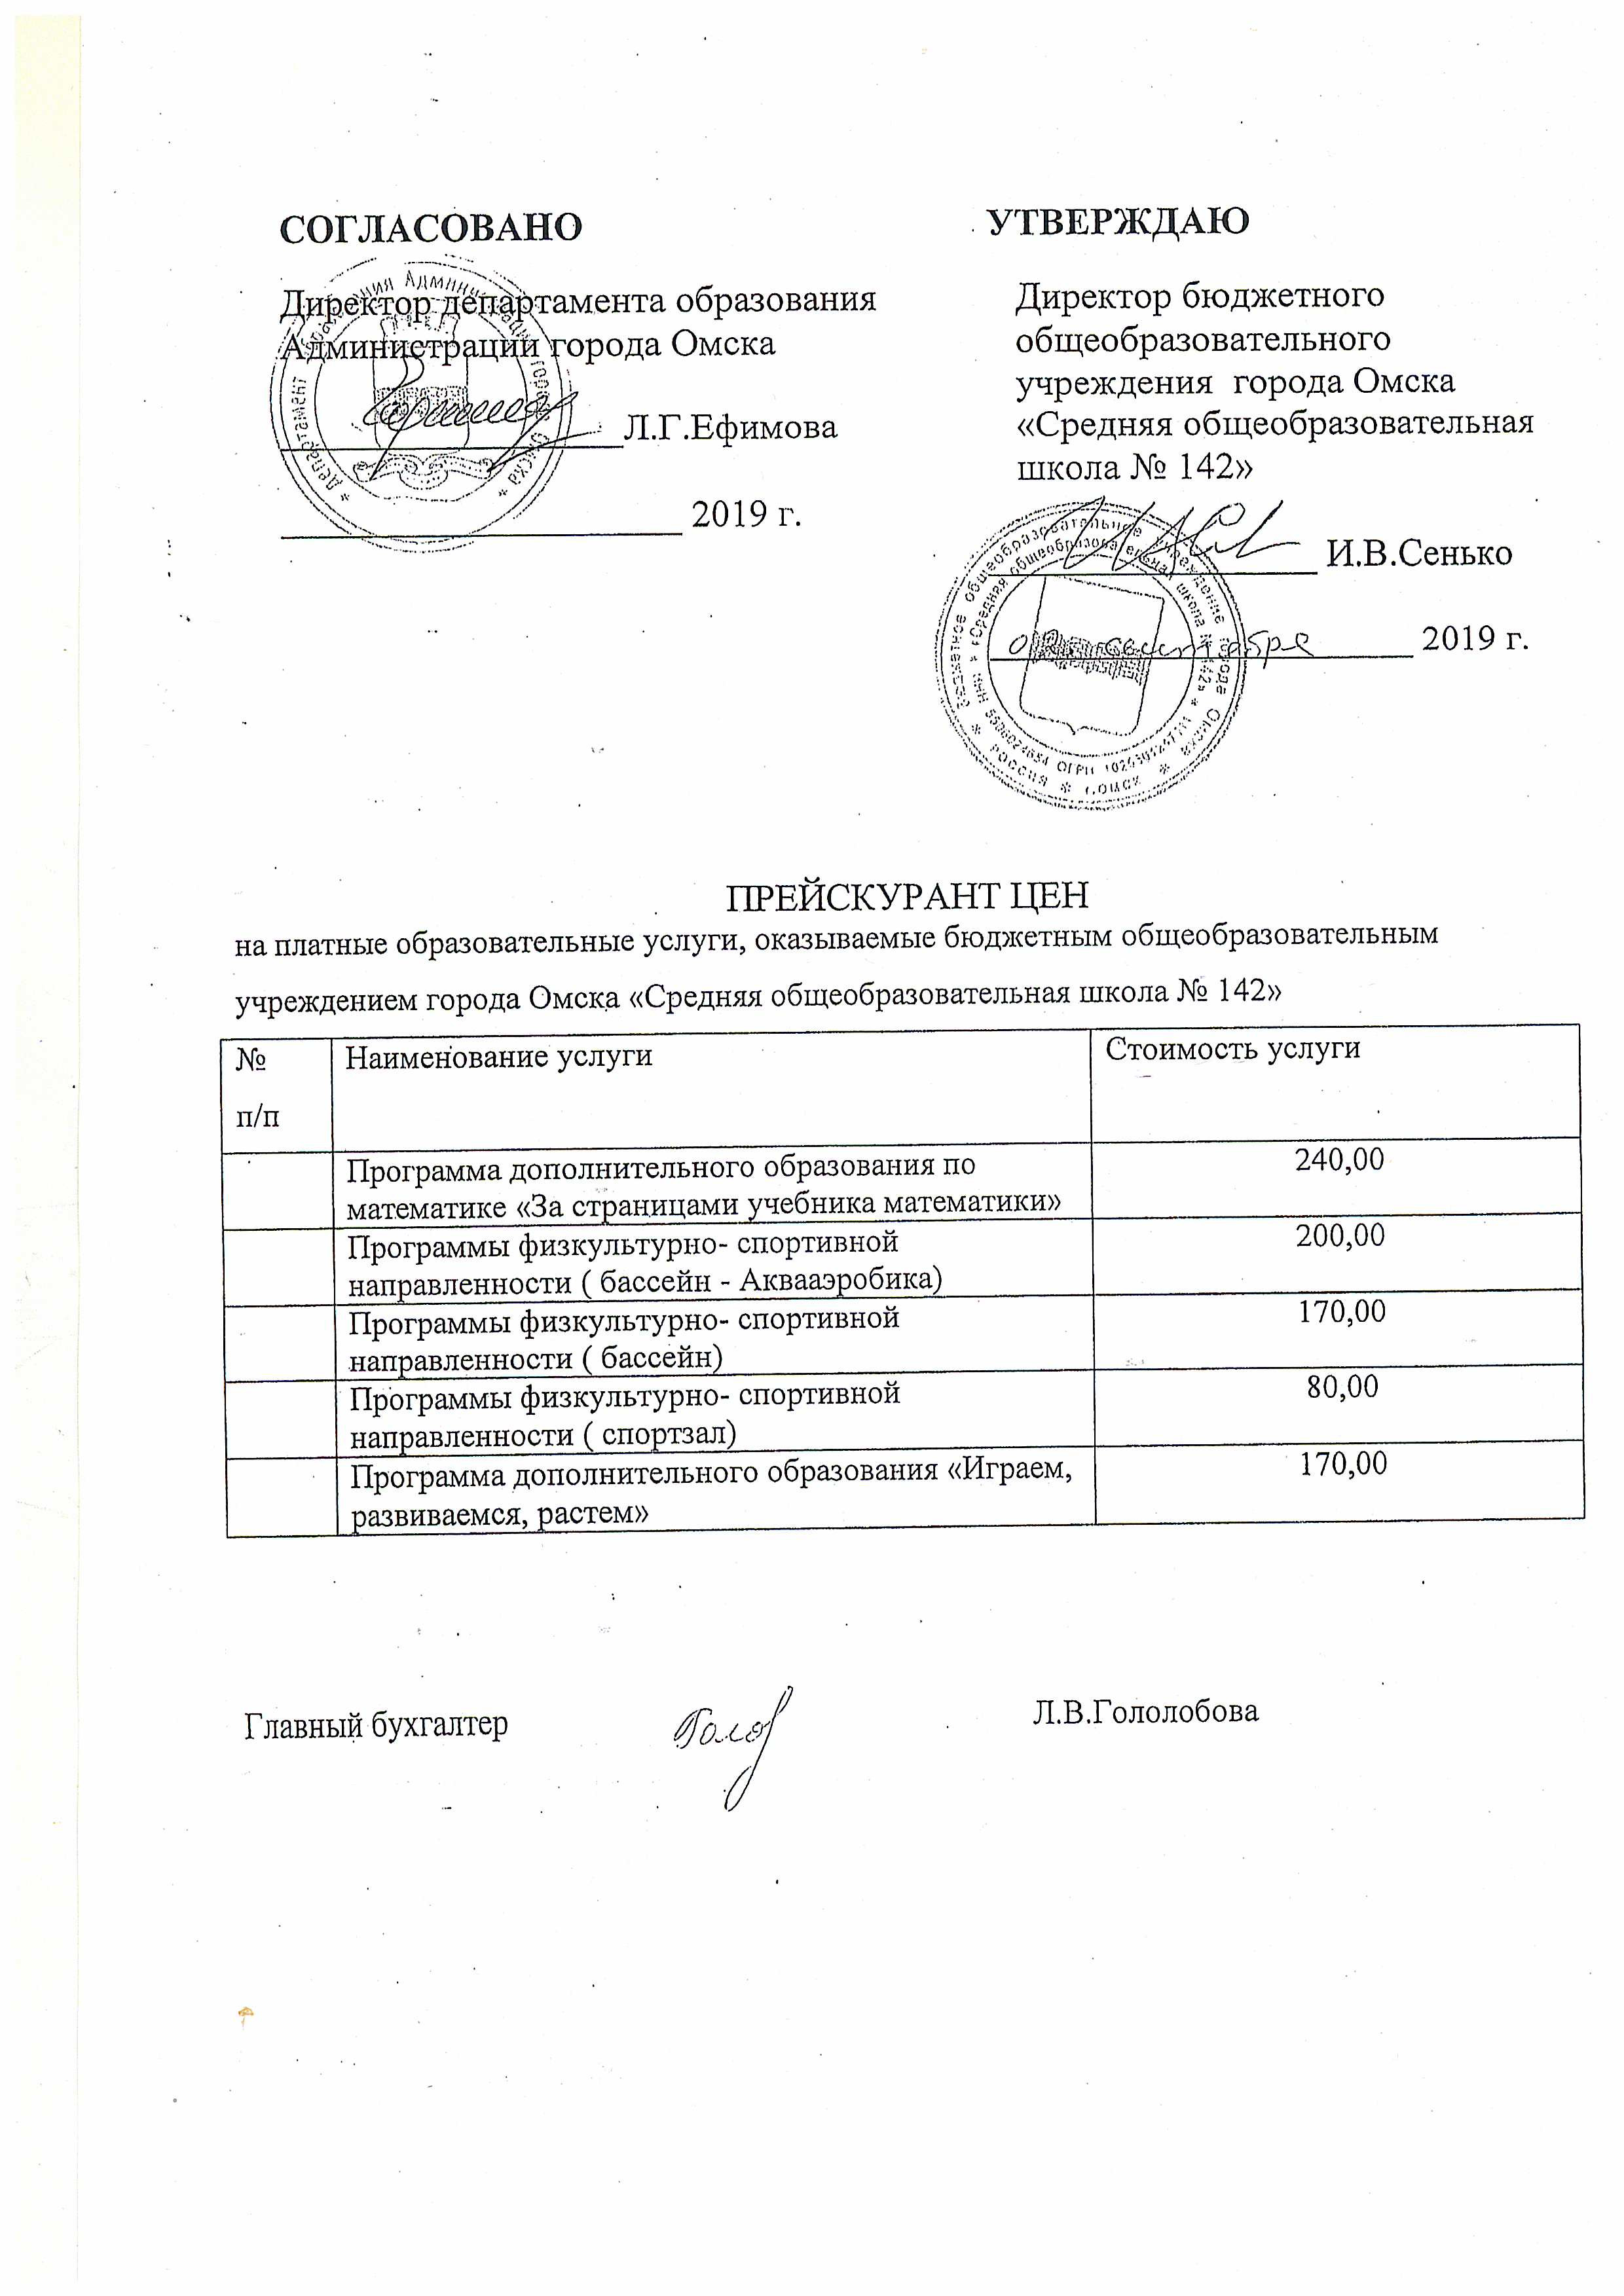 СОГЛАСОВАНО
Директор департамента образования
Администрации города Омска
Л.Г.Ефимова
2019 г.
УТВЕРЖДАЮ
Директор бюджетного
общеобразовательного
учреждения города Омска
«Средняя общеобразовательная
школа № 142»
И.В.Сенько
сентября 2019 г.
ПРЕЙСКУРАНТ ЦЕН
на платные образовательные услуги, оказываемые бюджетным общеобразовательным
учреждением города Омска «Средняя общеобразовательная школа № 142»
№
п/п
Наименование услуги
Стоимость услуги
Программа дополнительного образования по
математике «За страницами учебника математики»
240,00
Программы физкультурно- спортивной
направленности ( бассейн - Аквааэробика)
200,00
Программы физкультурно- спортивной
направленности ( бассейн)
170,00
Программы физкультурно- спортивной
направленности ( спортзал)
80,00
Программа дополнительного образования «Играем,
развиваемся, растем»
170,00
Главный бухгалтер
Л.В.Гололобова